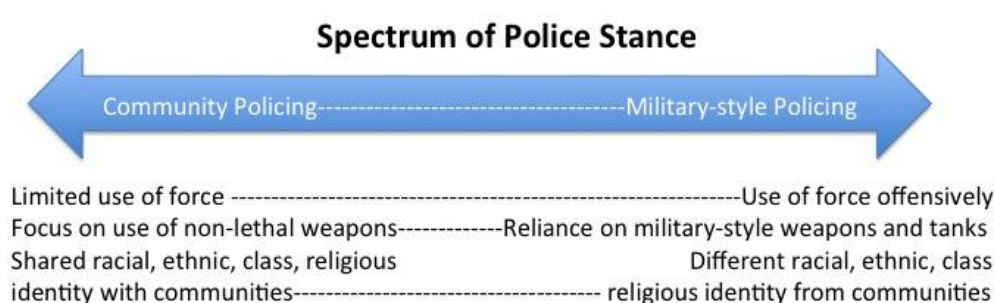 Spectrum of Police Stance
Community Policing--------------------------------------Military-style Policing
Limited use of force ---------------------------------------------------------------Use of force offensively
Focus on use of non-lethal weapons-------------Reliance on military-style weapons and tanks
Shared racial, ethnic, class, religious Different racial, ethnic, class
identity with communities-------------------------------------- religious identity from communities